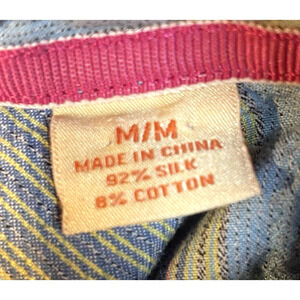 M/M
MADE IN CHINA
92% SILK
8% COTTON